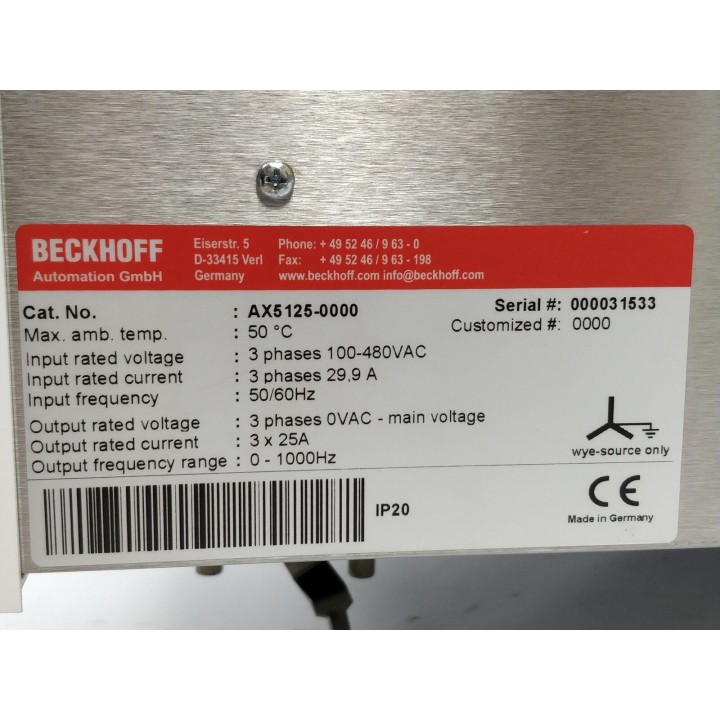 BECKHOFF
Automation GmbH
Eiserstr. 5
D-33415 Verl
Germany
Phone: + 49 52 46 / 9 63 - 0
Fax: + 49 52 46 / 9 63 - 198
www.beckhoff.com info@beckhoff.com
Cat. No. : AX5125-0000
Serial #: 000031533
Max. amb. temp. : 50 °C
Customized #: 0000
Input rated voltage : 3 phases 100-480VAC
Input rated current : 3 phases 29,9 A
Input frequency : 50/60Hz
Output rated voltage : 3 phases 0VAC - main voltage
Output rated current : 3 x 25A
Output frequency range : 0 - 1000Hz
wye-source only
IP20
CE
Made in Germany